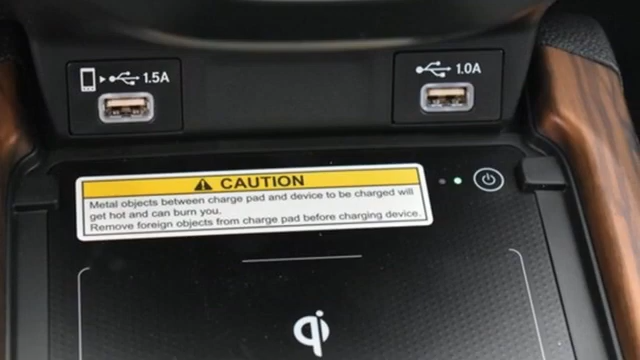 1.5A
1.0A
CAUTION
Metal objects between charge pad and device to be charged will
get hot and can burn you.
Remove foreign objects from charge pad before charging device.
qi